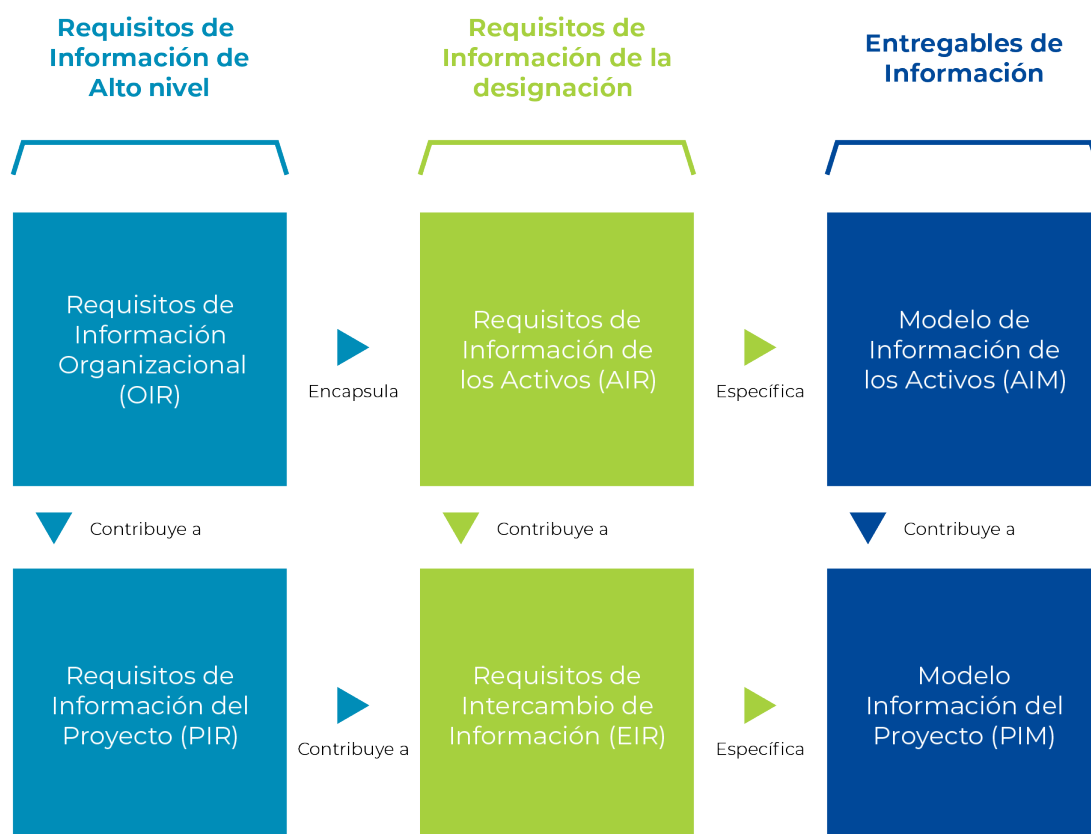 Requisitos de
Información de
Alto nivel
Requisitos de
Información de la
designación
Entregables de
Información
Requisitos de
Información
Organizacional
(OIR)
Encapsula
Requisitos de
Información de
los Activos (AIR)
Específica
Modelo de
Información de
los Activos (AIM)
Contribuye a
Contribuye a
Contribuye a
Requisitos de
Información del
Proyecto (PIR)
Contribuye a
Requisitos de
Intercambio de
Información (EIR)
Específica
Modelo
Información del
Proyecto (PIM)